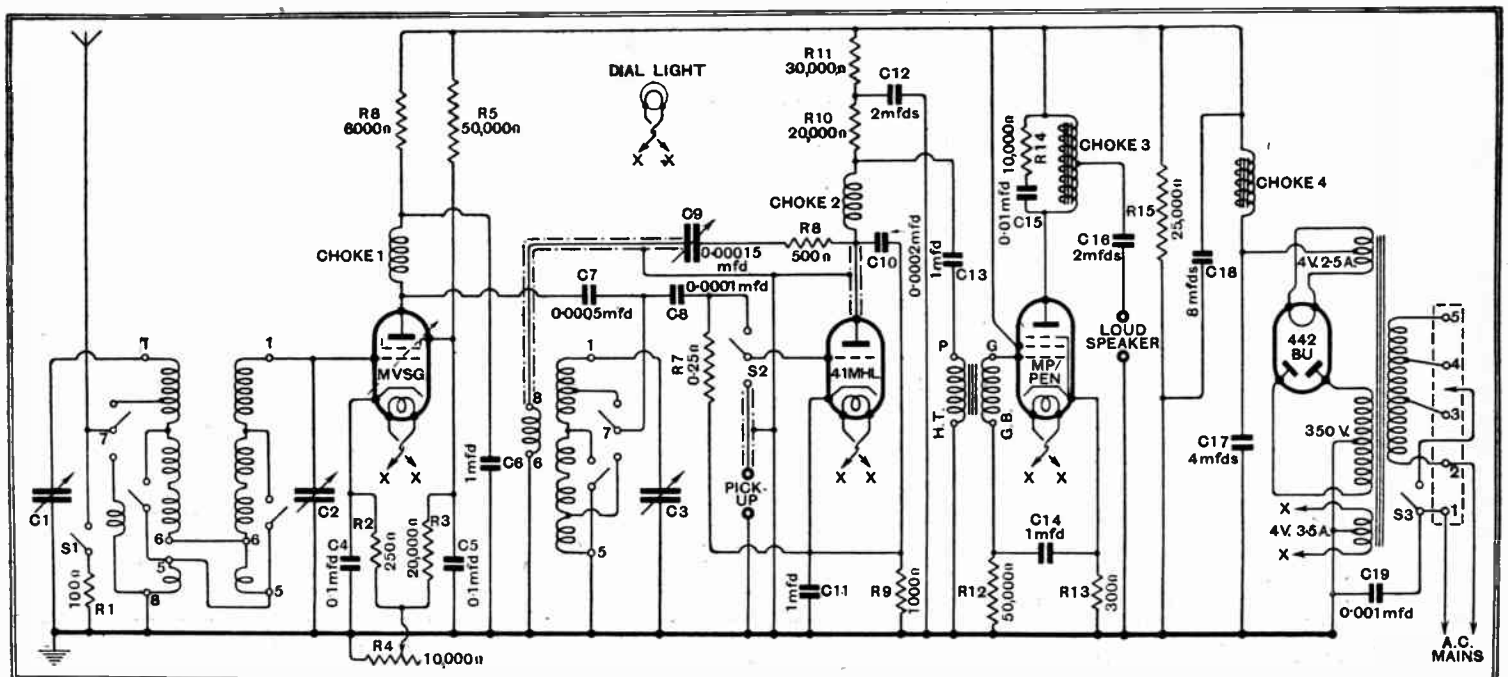 DIAL LIGHT
X
X
R8
6000Ω
R5
50,000Ω
CHOKE 1
MVSG
X
X
1
7
6
5
8
1
6
5
C1
S1
100Ω
R1
C2
C4
0·1mfd
R2
250Ω
R3
20,000Ω
C5
0·1mfd
R4
10,000Ω
1mfd
C6
C7
0·0005mfd
C9
0·00015
mfd
0·0001mfd
C8
R8
500Ω
8
6
1
7
5
C3
R7
0·25Ω
S2
PICK-
UP
R11
30,000Ω
R10
20,000Ω
C12
2mfds
CHOKE 2
C10
0·0002mfd
41MHL
X
X
1mfd
C11
R9
1000Ω
1mfd
C13
P
H.T.
G
G.B.
10,000Ω
R14
0·01mfd
C15
CHOKE 3
MP/
PEN
X
X
C14
1mfd
R12
50,000Ω
R13
300Ω
C16
2mfds
LOUD
SPEAKER
R15
25,000Ω
8mfds
C18
CHOKE 4
C17
4mfds
4V. 2·5A.
442
BU
350V.
X
4V. 3·5A.
X
C19
0·001mfd
S3
5
4
3
2
1
A.C.
MAINS